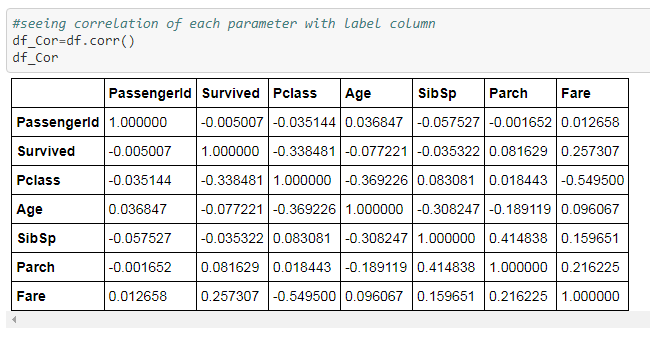 #seeing correlation of each parameter with label column
df_Cor=df.corr()
df_Cor
PassengerId Survived Pclass Age SibSp Parch Fare
PassengerId 1.000000 -0.005007 -0.035144 0.036847 -0.057527 -0.001652 0.012658
Survived -0.005007 1.000000 -0.338481 -0.077221 -0.035322 0.081629 0.257307
Pclass -0.035144 -0.338481 1.000000 -0.369226 0.083081 0.018443 -0.549500
Age 0.036847 -0.077221 -0.369226 1.000000 -0.308247 -0.189119 0.096067
SibSp -0.057527 -0.035322 0.083081 -0.308247 1.000000 0.414838 0.159651
Parch -0.001652 0.081629 0.018443 -0.189119 0.414838 1.000000 0.216225
Fare 0.012658 0.257307 -0.549500 0.096067 0.159651 0.216225 1.000000